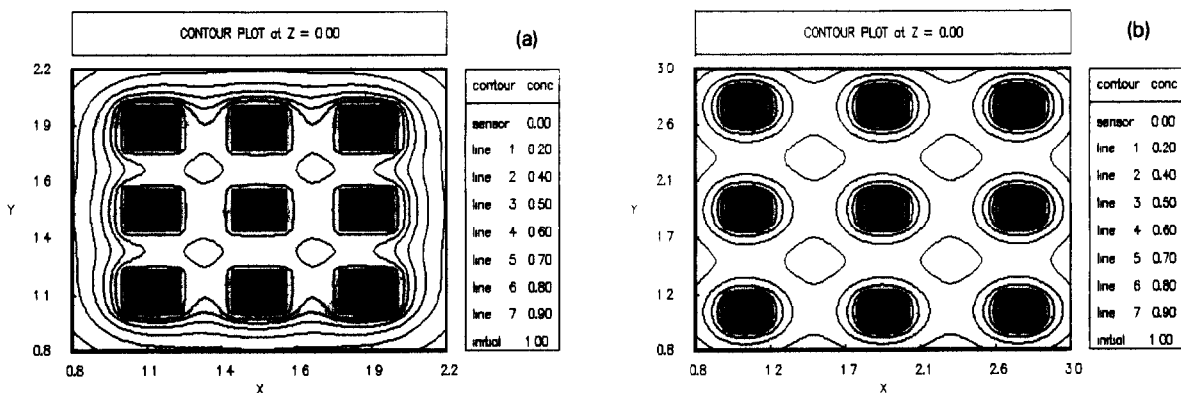 CONTOUR PLOT at Z = 0.00
(a)
2.2
1.9
1.6
1.4
1.1
0.8
Y
0.8 1.1 1.4 1.6 1.9 2.2
X
contour conc
sensor 0.00
line 1 0.20
line 2 0.40
line 3 0.50
line 4 0.60
line 5 0.70
line 6 0.80
line 7 0.90
initial 1.00
CONTOUR PLOT at Z = 0.00
(b)
3.0
2.6
2.1
1.7
1.2
0.8
Y
0.8 1.2 1.7 2.1 2.6 3.0
X
contour conc
sensor 0.00
line 1 0.20
line 2 0.40
line 3 0.50
line 4 0.60
line 5 0.70
line 6 0.80
line 7 0.90
initial 1.00